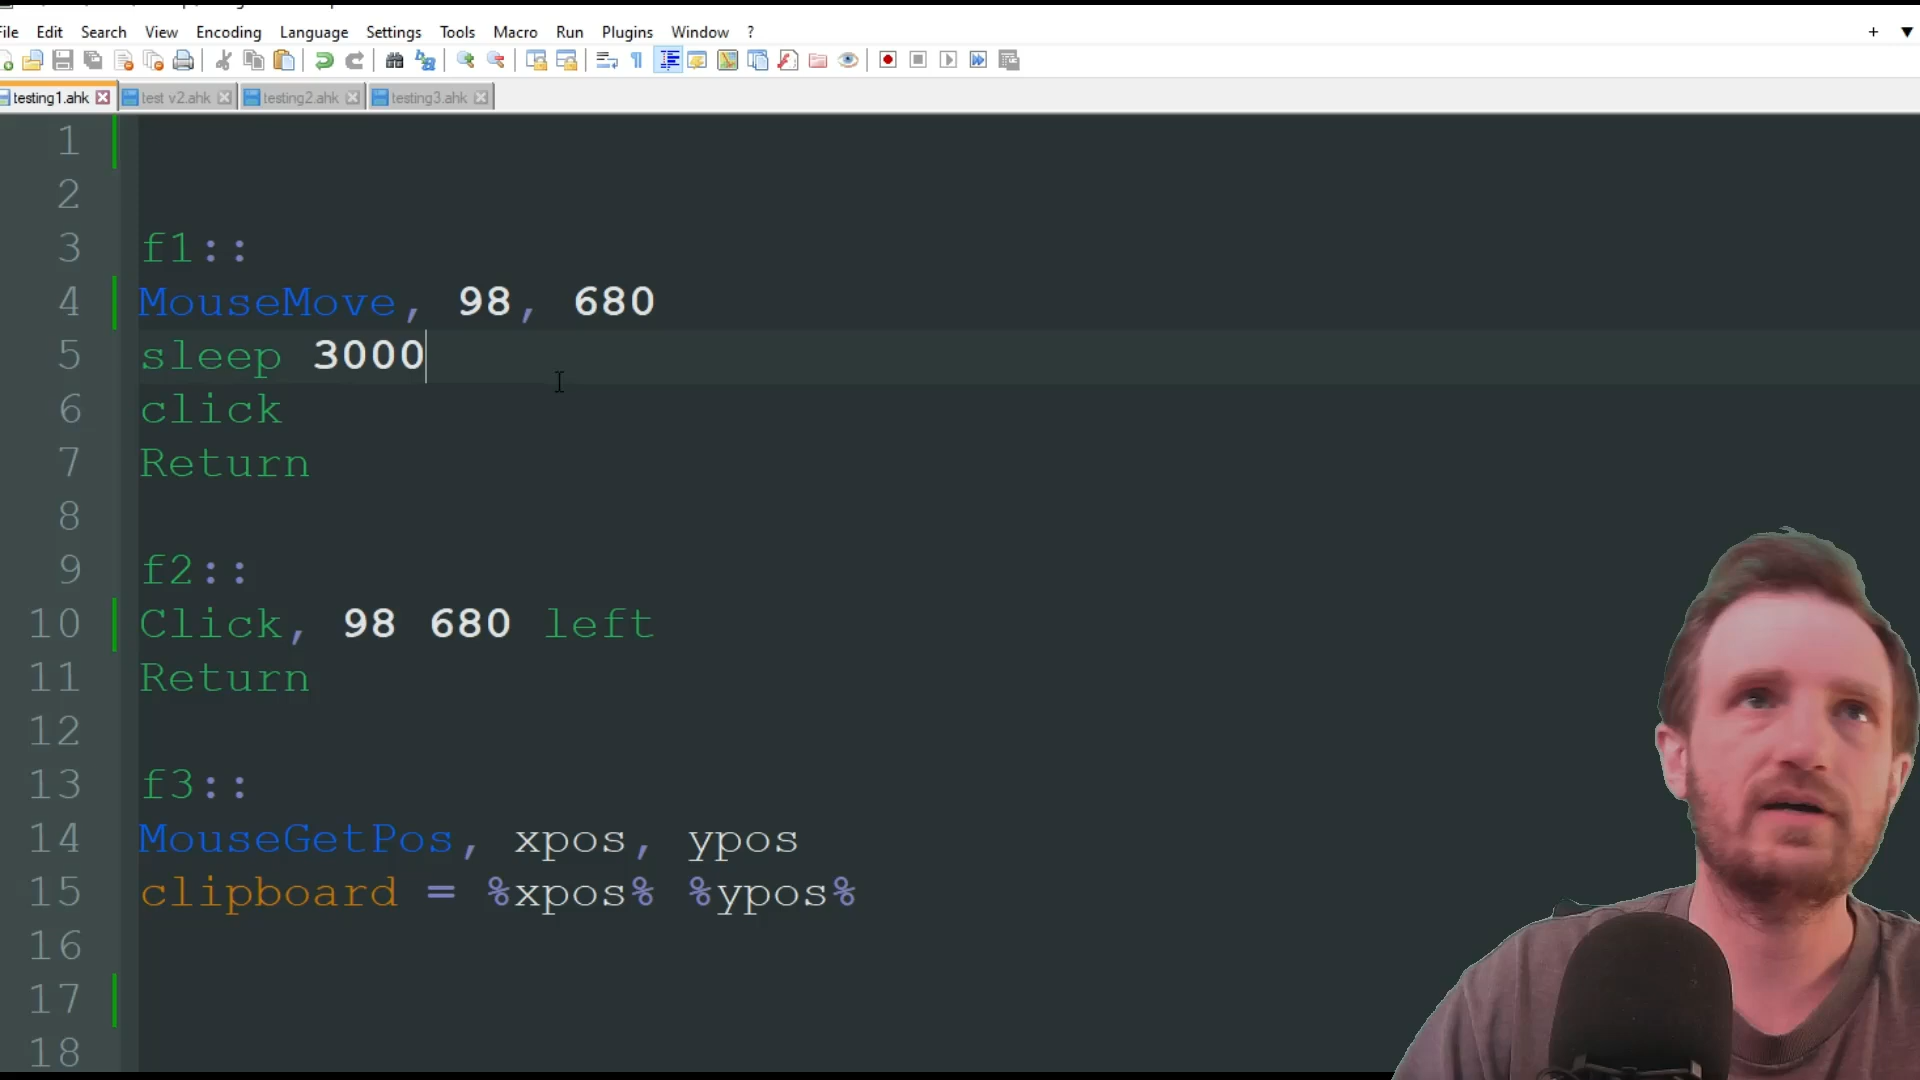 File Edit Search View Encoding Language Settings Tools Macro Run Plugins Window ? + ▼
testing1.ahk test v2.ahk testing2.ahk testing3.ahk
1
2
3 f1::
4 MouseMove, 98, 680
5 sleep 3000
6 click
7 Return
8
9 f2::
10 Click, 98 680 left
11 Return
12
13 f3::
14 MouseGetPos, xpos, ypos
15 clipboard = %xpos% %ypos%
16
17
18